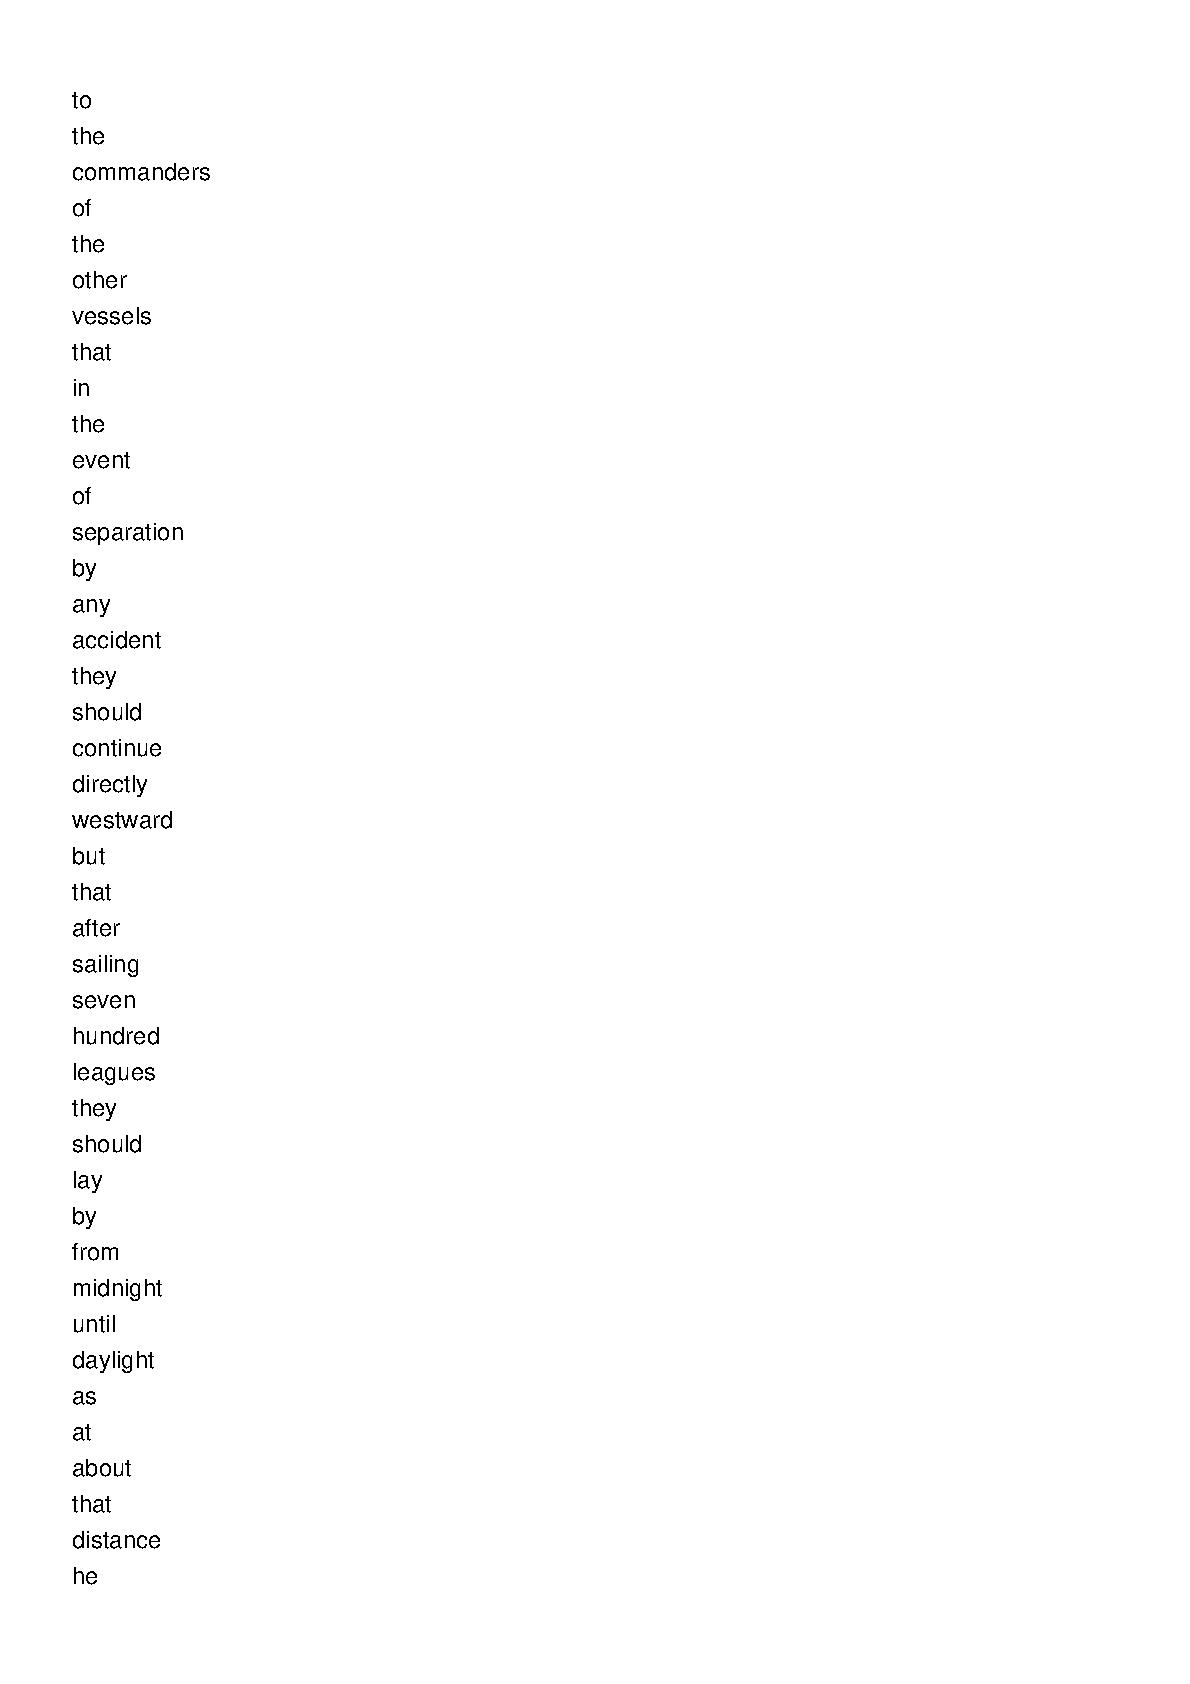 to
the
commanders
of
the
other
vessels
that
in
the
event
of
separation
by
any
accident
they
should
continue
directly
westward
but
that
after
sailing
seven
hundred
leagues
they
should
lay
by
from
midnight
until
daylight
as
at
about
that
distance
he